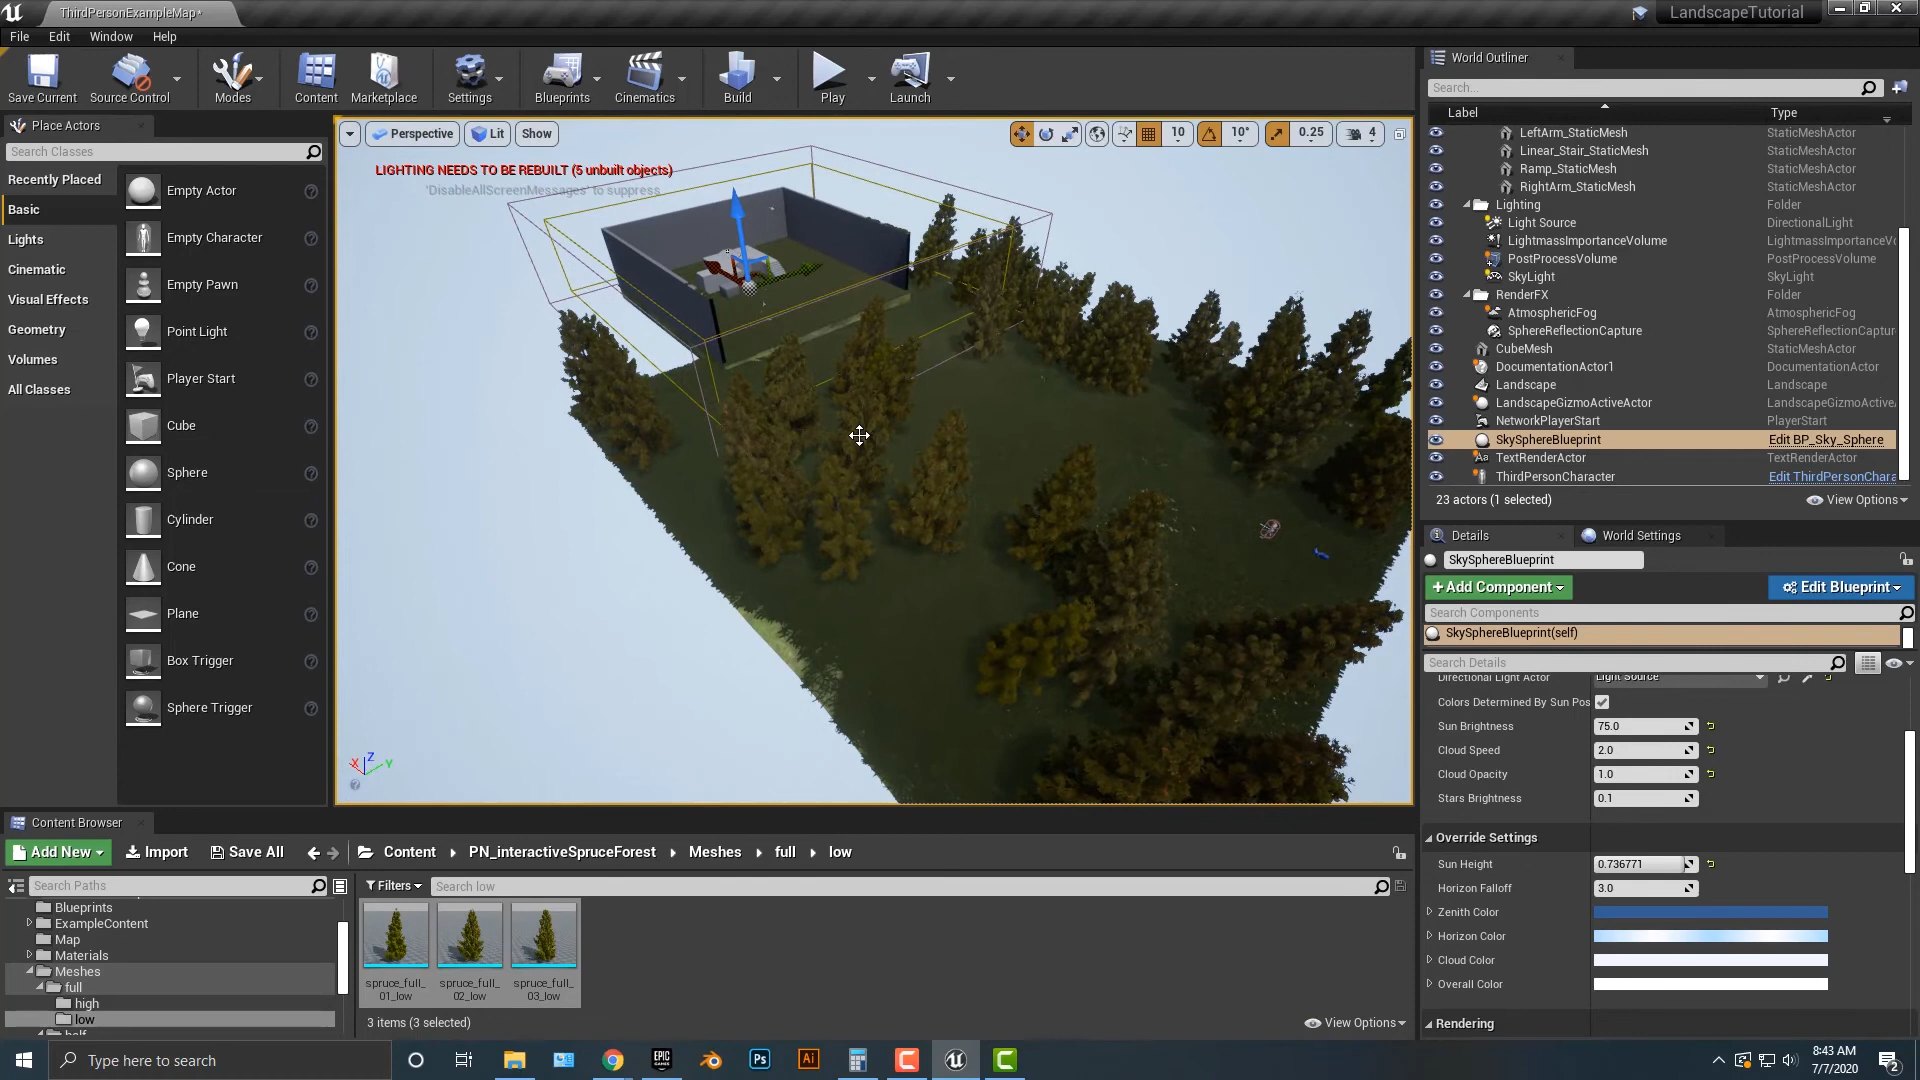 ThirdPersonExampleMap*
LandscapeTutorial
File Edit Window Help
Save Current
Source Control
Modes
Content
Marketplace
Settings
Blueprints
Cinematics
Build
Play
Launch
Place Actors
Search Classes
Recently Placed
Basic
Lights
Cinematic
Visual Effects
Geometry
Volumes
All Classes
Empty Actor
Empty Character
Empty Pawn
Point Light
Player Start
Cube
Sphere
Cylinder
Cone
Plane
Box Trigger
Sphere Trigger
Perspective Lit Show
10 10° 0.25 4
LIGHTING NEEDS TO BE REBUILT (5 unbuilt objects)
'DisableAllScreenMessages' to suppress
X Z Y
World Outliner
Search...
Label Type
LeftArm_StaticMesh StaticMeshActor
Linear_Stair_StaticMesh StaticMeshActor
Ramp_StaticMesh StaticMeshActor
RightArm_StaticMesh StaticMeshActor
Lighting Folder
Light Source DirectionalLight
LightmassImportanceVolume LightmassImportanceVo
PostProcessVolume PostProcessVolume
SkyLight SkyLight
RenderFX Folder
AtmosphericFog AtmosphericFog
SphereReflectionCapture SphereReflectionCaptur
CubeMesh StaticMeshActor
DocumentationActor1 DocumentationActor
Landscape Landscape
LandscapeGizmoActiveActor LandscapeGizmoActive
NetworkPlayerStart PlayerStart
SkySphereBlueprint Edit BP_Sky_Sphere
TextRenderActor TextRenderActor
ThirdPersonCharacter Edit ThirdPersonChara
23 actors (1 selected) View Options
Details World Settings
SkySphereBlueprint
+Add Component Edit Blueprint
Search Components
SkySphereBlueprint(self)
Search Details
Directional Light Actor Light Source
Colors Determined By Sun Pos
Sun Brightness 75.0
Cloud Speed 2.0
Cloud Opacity 1.0
Stars Brightness 0.1
Override Settings
Sun Height 0.736771
Horizon Falloff 3.0
Zenith Color
Horizon Color
Cloud Color
Overall Color
Rendering
Content Browser
Add New Import Save All Content PN_interactiveSpruceForest Meshes full low
Search Paths
Filters Search low
Blueprints
ExampleContent
Map
Materials
Meshes
full
high
low
half
spruce_full_
01_low
spruce_full_
02_low
spruce_full_
03_low
3 items (3 selected) View Options
Type here to search
EPIC
GAMES
Ps
Ai
8:43 AM
7/7/2020
2